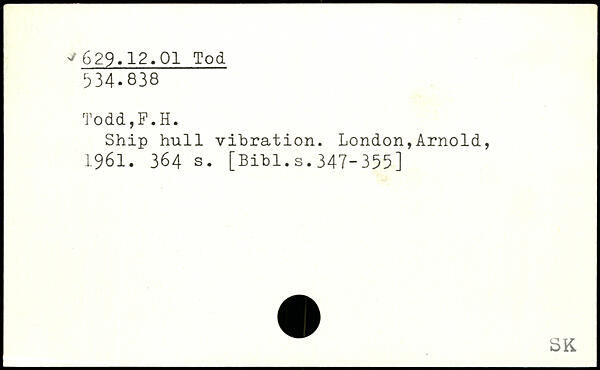 629.12.01 Tod
534.838
Todd,F.H.
Ship hull vibration. London,Arnold,
1961. 364 s. [Bibl.s.347-355]
SK